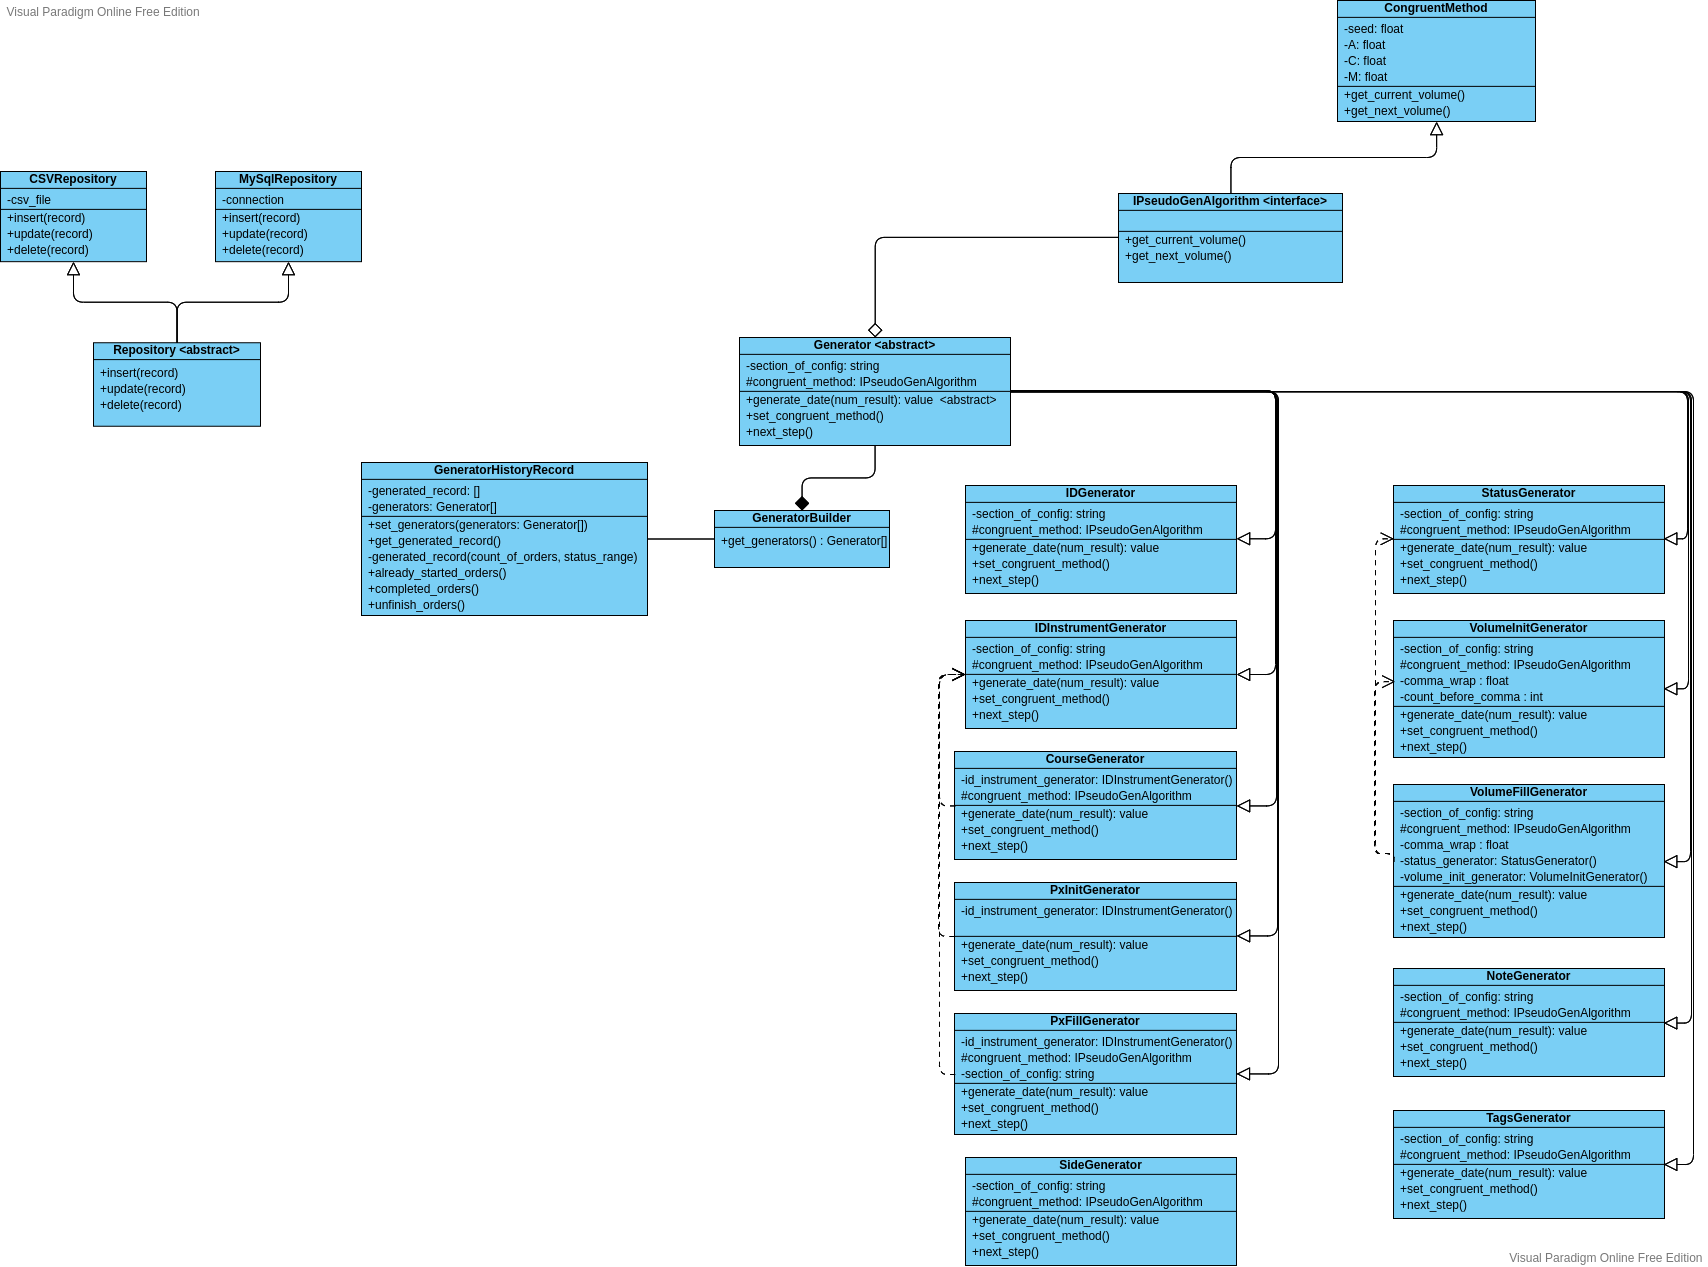 Visual Paradigm Online Free Edition
CongruentMethod
-seed: float
-A: float
-C: float
-M: float
+get_current_volume()
+get_next_volume()
CSVRepository
-csv_file
+insert(record)
+update(record)
+delete(record)
MySqlRepository
-connection
+insert(record)
+update(record)
+delete(record)
IPseudoGenAlgorithm <interface>
+get_current_volume()
+get_next_volume()
Repository <abstract>
+insert(record)
+update(record)
+delete(record)
Generator <abstract>
-section_of_config: string
#congruent_method: IPseudoGenAlgorithm
+generate_date(num_result): value  <abstract>
+set_congruent_method()
+next_step()
GeneratorHistoryRecord
-generated_record: []
-generators: Generator[]
+set_generators(generators: Generator[])
+get_generated_record()
-generated_record(count_of_orders, status_range)
+already_started_orders()
+completed_orders()
+unfinish_orders()
GeneratorBuilder
+get_generators() : Generator[]
IDGenerator
-section_of_config: string
#congruent_method: IPseudoGenAlgorithm
+generate_date(num_result): value
+set_congruent_method()
+next_step()
IDInstrumentGenerator
-section_of_config: string
#congruent_method: IPseudoGenAlgorithm
+generate_date(num_result): value
+set_congruent_method()
+next_step()
CourseGenerator
-id_instrument_generator: IDInstrumentGenerator()
#congruent_method: IPseudoGenAlgorithm
+generate_date(num_result): value
+set_congruent_method()
+next_step()
PxInitGenerator
-id_instrument_generator: IDInstrumentGenerator()
+generate_date(num_result): value
+set_congruent_method()
+next_step()
PxFillGenerator
-id_instrument_generator: IDInstrumentGenerator()
#congruent_method: IPseudoGenAlgorithm
-section_of_config: string
+generate_date(num_result): value
+set_congruent_method()
+next_step()
SideGenerator
-section_of_config: string
#congruent_method: IPseudoGenAlgorithm
+generate_date(num_result): value
+set_congruent_method()
+next_step()
StatusGenerator
-section_of_config: string
#congruent_method: IPseudoGenAlgorithm
+generate_date(num_result): value
+set_congruent_method()
+next_step()
VolumeInitGenerator
-section_of_config: string
#congruent_method: IPseudoGenAlgorithm
-comma_wrap : float
-count_before_comma : int
+generate_date(num_result): value
+set_congruent_method()
+next_step()
VolumeFillGenerator
-section_of_config: string
#congruent_method: IPseudoGenAlgorithm
-comma_wrap : float
-status_generator: StatusGenerator()
-volume_init_generator: VolumeInitGenerator()
+generate_date(num_result): value
+set_congruent_method()
+next_step()
NoteGenerator
-section_of_config: string
#congruent_method: IPseudoGenAlgorithm
+generate_date(num_result): value
+set_congruent_method()
+next_step()
TagsGenerator
-section_of_config: string
#congruent_method: IPseudoGenAlgorithm
+generate_date(num_result): value
+set_congruent_method()
+next_step()
Visual Paradigm Online Free Edition